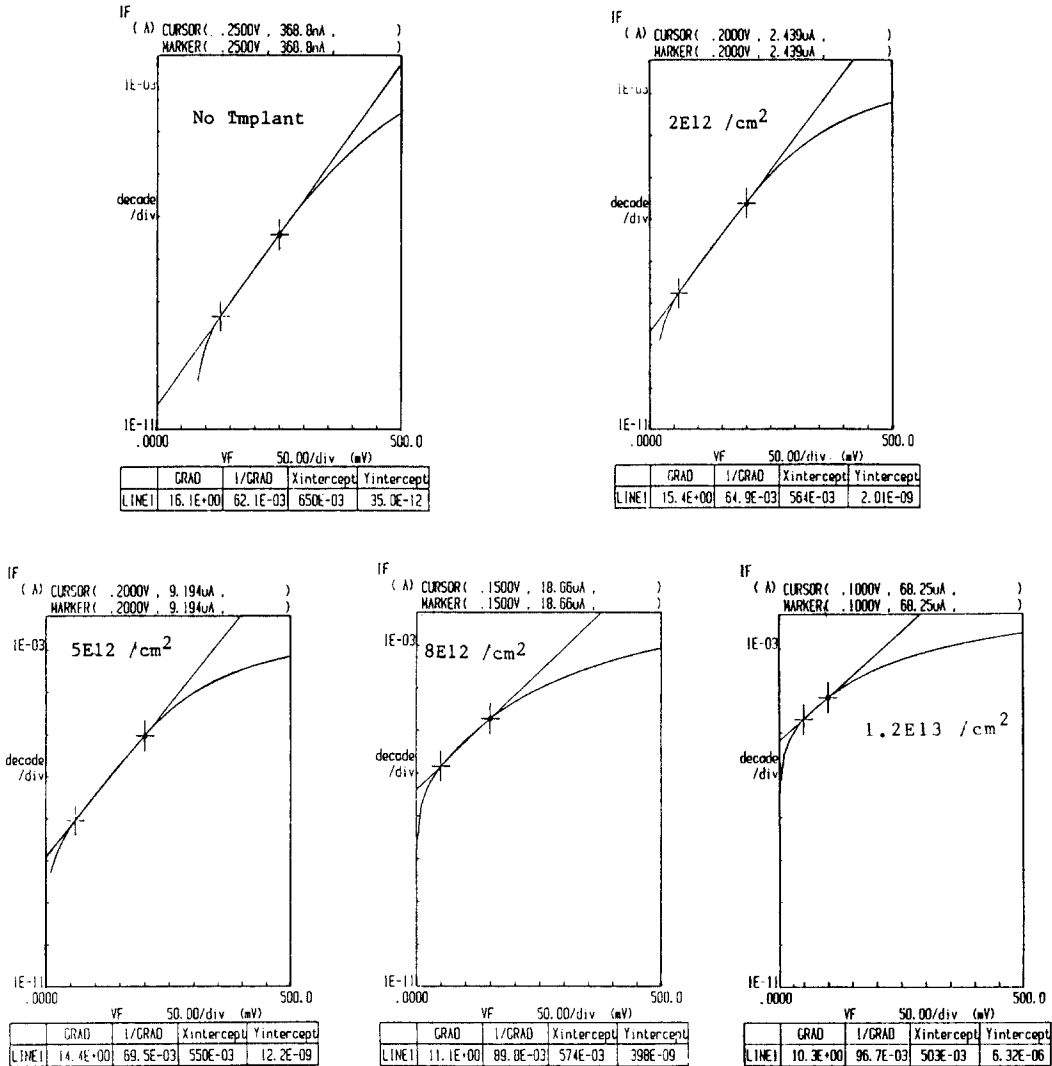 IF
(A) CURSOR( .2500V , 368.8nA, )
MARKER( .2500V , 368.8nA, )
1E-03
No Tmplant
decade
/div
1E-11
.0000 500.0
VF 50.00/div (mV)
GRAD 1/GRAD Xintercept Yintercept
LINE1 16.1E+00 62.1E-03 650E-03 35.0E-12
IF
(A) CURSOR( .2000V , 2.439uA , )
MARKER( .2000V , 2.439uA , )
1E-03
2E12 /cm²
decade
/div
1E-11
.0000 500.0
VF 50.00/div (mV)
GRAD 1/GRAD Xintercept Yintercept
LINE1 15.4E+00 64.9E-03 564E-03 2.01E-09
IF
(A) CURSOR( .2000V , 9.194uA, )
MARKER( .2000V , 9.194uA, )
1E-03
5E12 /cm²
decade
/div
1E-11
.0000 500.0
VF 50.00/div (mV)
GRAD 1/GRAD Xintercept Yintercept
LINE1 14.4E+00 69.5E-03 550E-03 12.2E-09
IF
(A) CURSOR( .1500V , 18.66uA, )
MARKER( .1500V , 18.66uA, )
1E-03
8E12 /cm²
decade
/div
1E-11
.0000 500.0
VF 50.00/div (mV)
GRAD 1/GRAD Xintercept Yintercept
LINE1 11.1E+00 89.8E-03 574E-03 398E-09
IF
(A) CURSOR( .1000V , 68.25uA, )
MARKER( .1000V , 68.25uA, )
1E-03
1.2E13 /cm²
decade
/div
1E-11
.0000 500.0
VF 50.00/div (mV)
GRAD 1/GRAD Xintercept Yintercept
LINE1 10.3E+00 96.7E-03 503E-03 6.32E-06